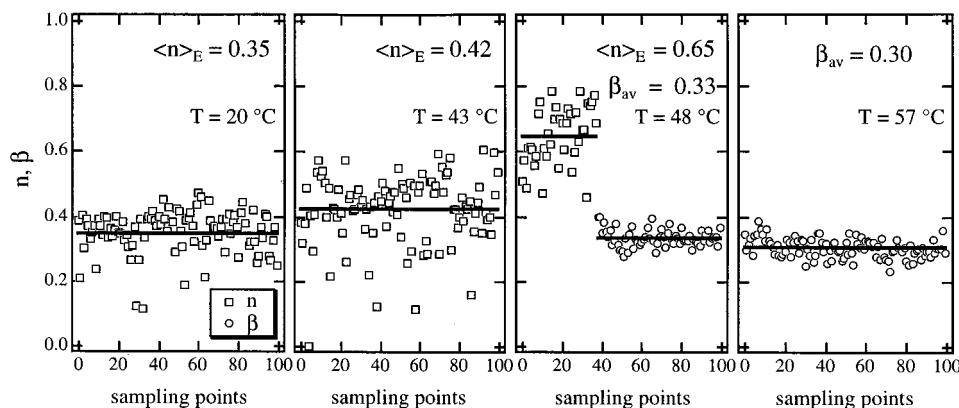 n, β
1.0
0.8
0.6
0.4
0.2
0.0
<n>E = 0.35
T = 20 °C
n
β
0 20 40 60 80 100
sampling points
<n>E = 0.42
T = 43 °C
0 20 40 60 80 100
sampling points
<n>E = 0.65
βav = 0.33
T = 48 °C
0 20 40 60 80 100
sampling points
βav = 0.30
T = 57 °C
0 20 40 60 80 100
sampling points